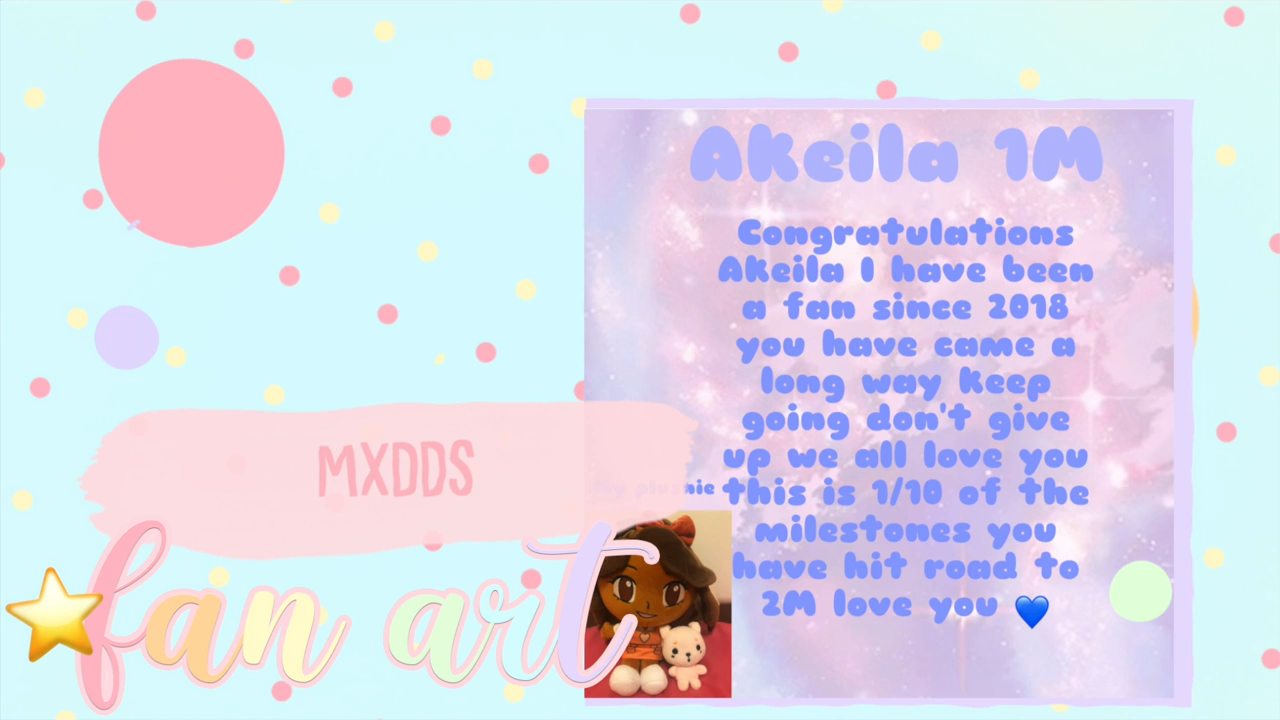 Akeila 1M
Congratulations
Akeila I have been
a fan since 2018
you have came a
long way keep
going don't give
up we all love you
this is 1/10 of the
milestones you
have hit road to
2M love you 💙
MXDDS
My plushie
fan art